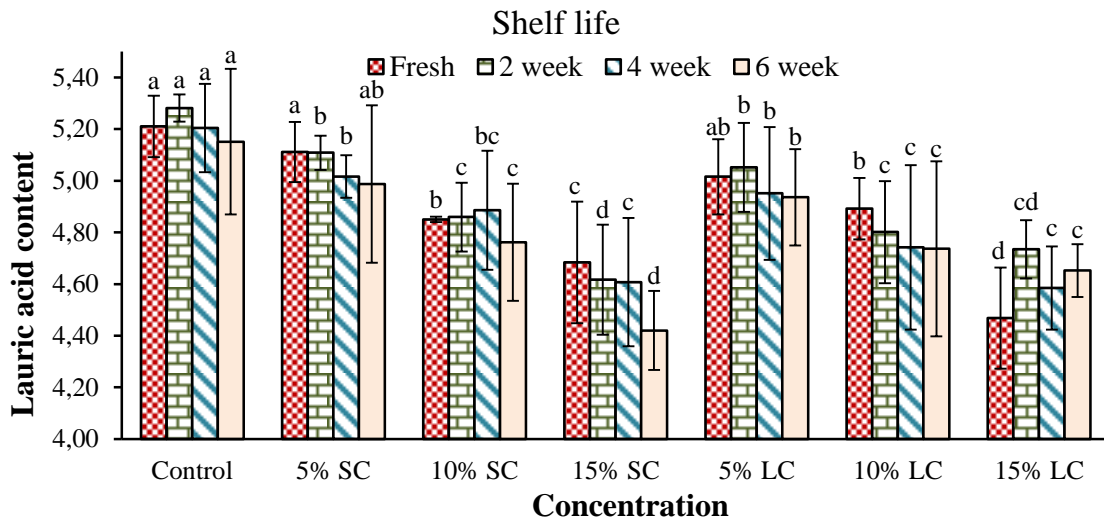 Shelf life
Fresh 2 week 4 week 6 week
Lauric acid content
5,40
5,20
5,00
4,80
4,60
4,40
4,20
4,00
a a a a
a b b ab
b c bc c
c d c d
ab b c b
b c c c
d cd c c
Control 5% SC 10% SC 15% SC 5% LC 10% LC 15% LC
Concentration